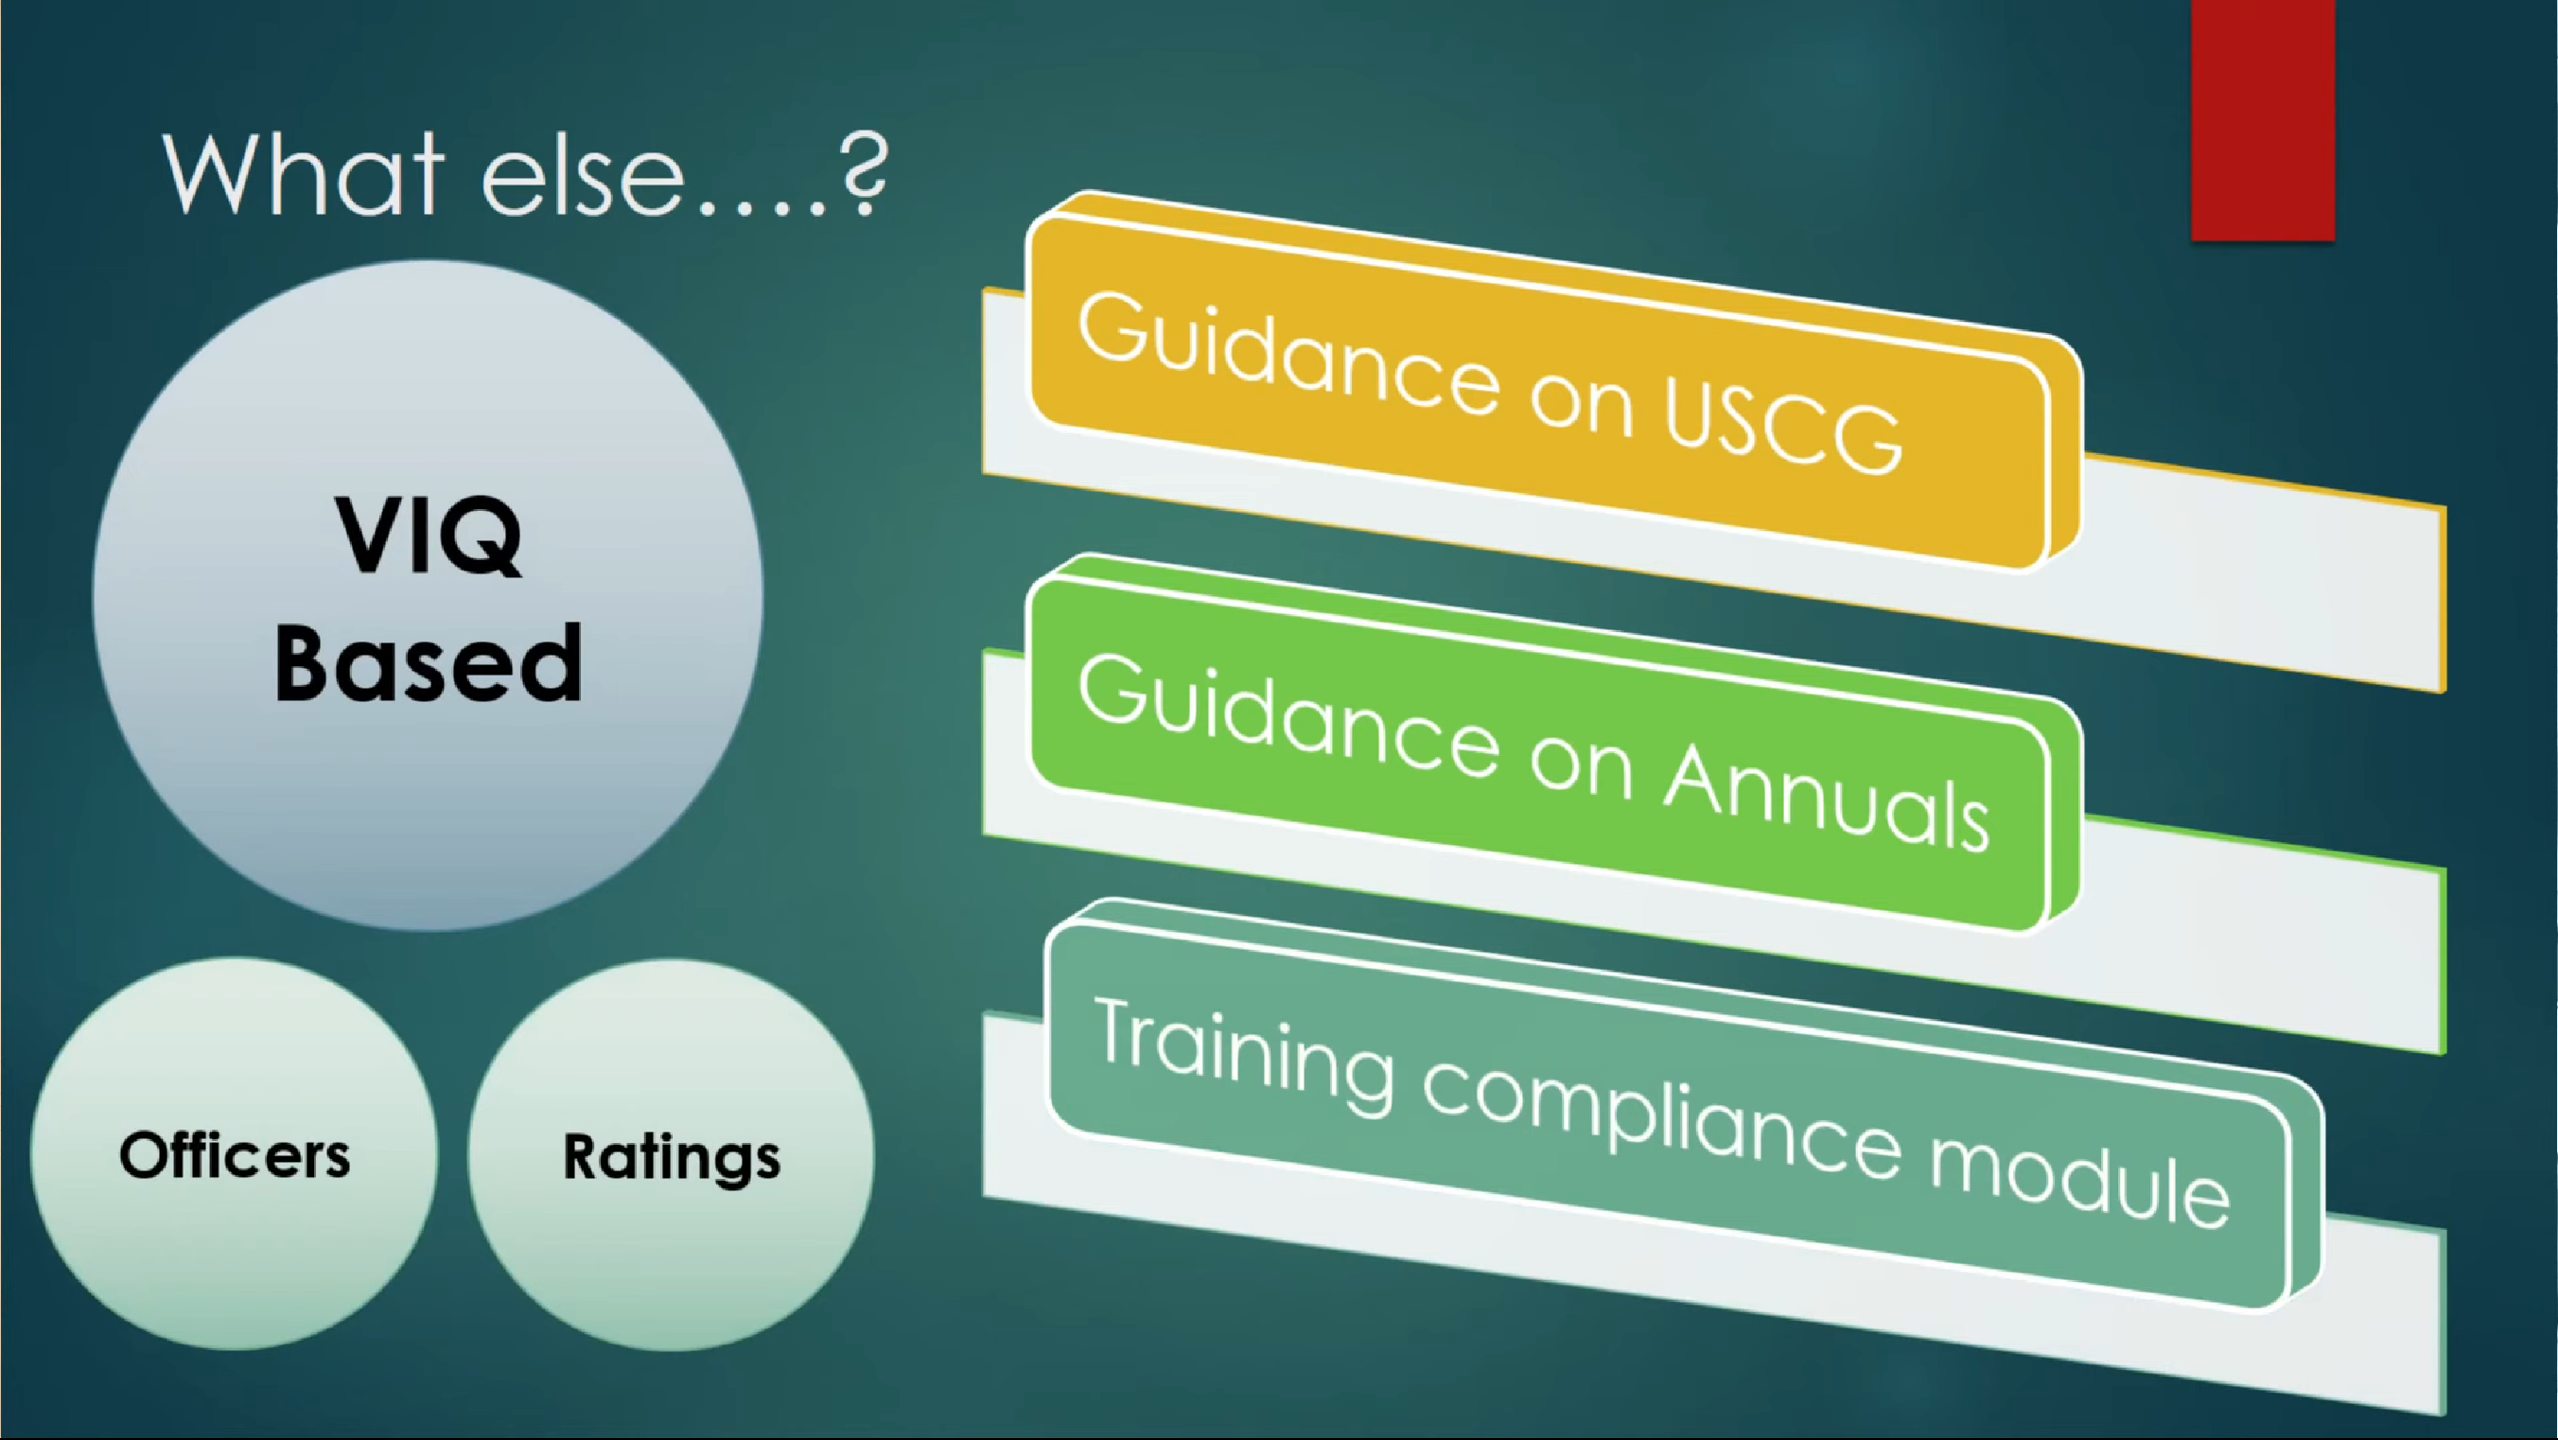 What else....?
VIQ
Based
Officers
Ratings
Guidance on USCG
Guidance on Annuals
Training compliance module